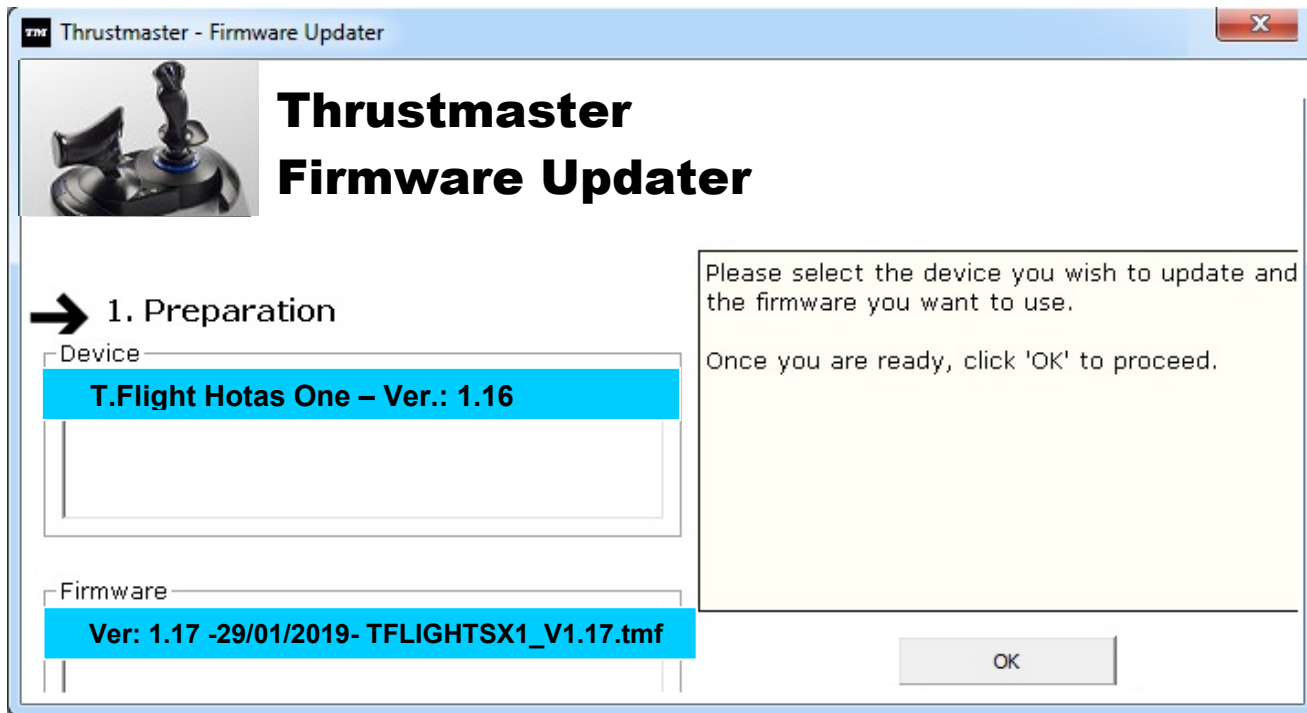 TM Thrustmaster - Firmware Updater
x
Thrustmaster
Firmware Updater
1. Preparation
Device
T.Flight Hotas One – Ver.: 1.16
Firmware
Ver: 1.17 -29/01/2019- TFLIGHTSX1_V1.17.tmf
Please select the device you wish to update and
the firmware you want to use.
Once you are ready, click 'OK' to proceed.
OK